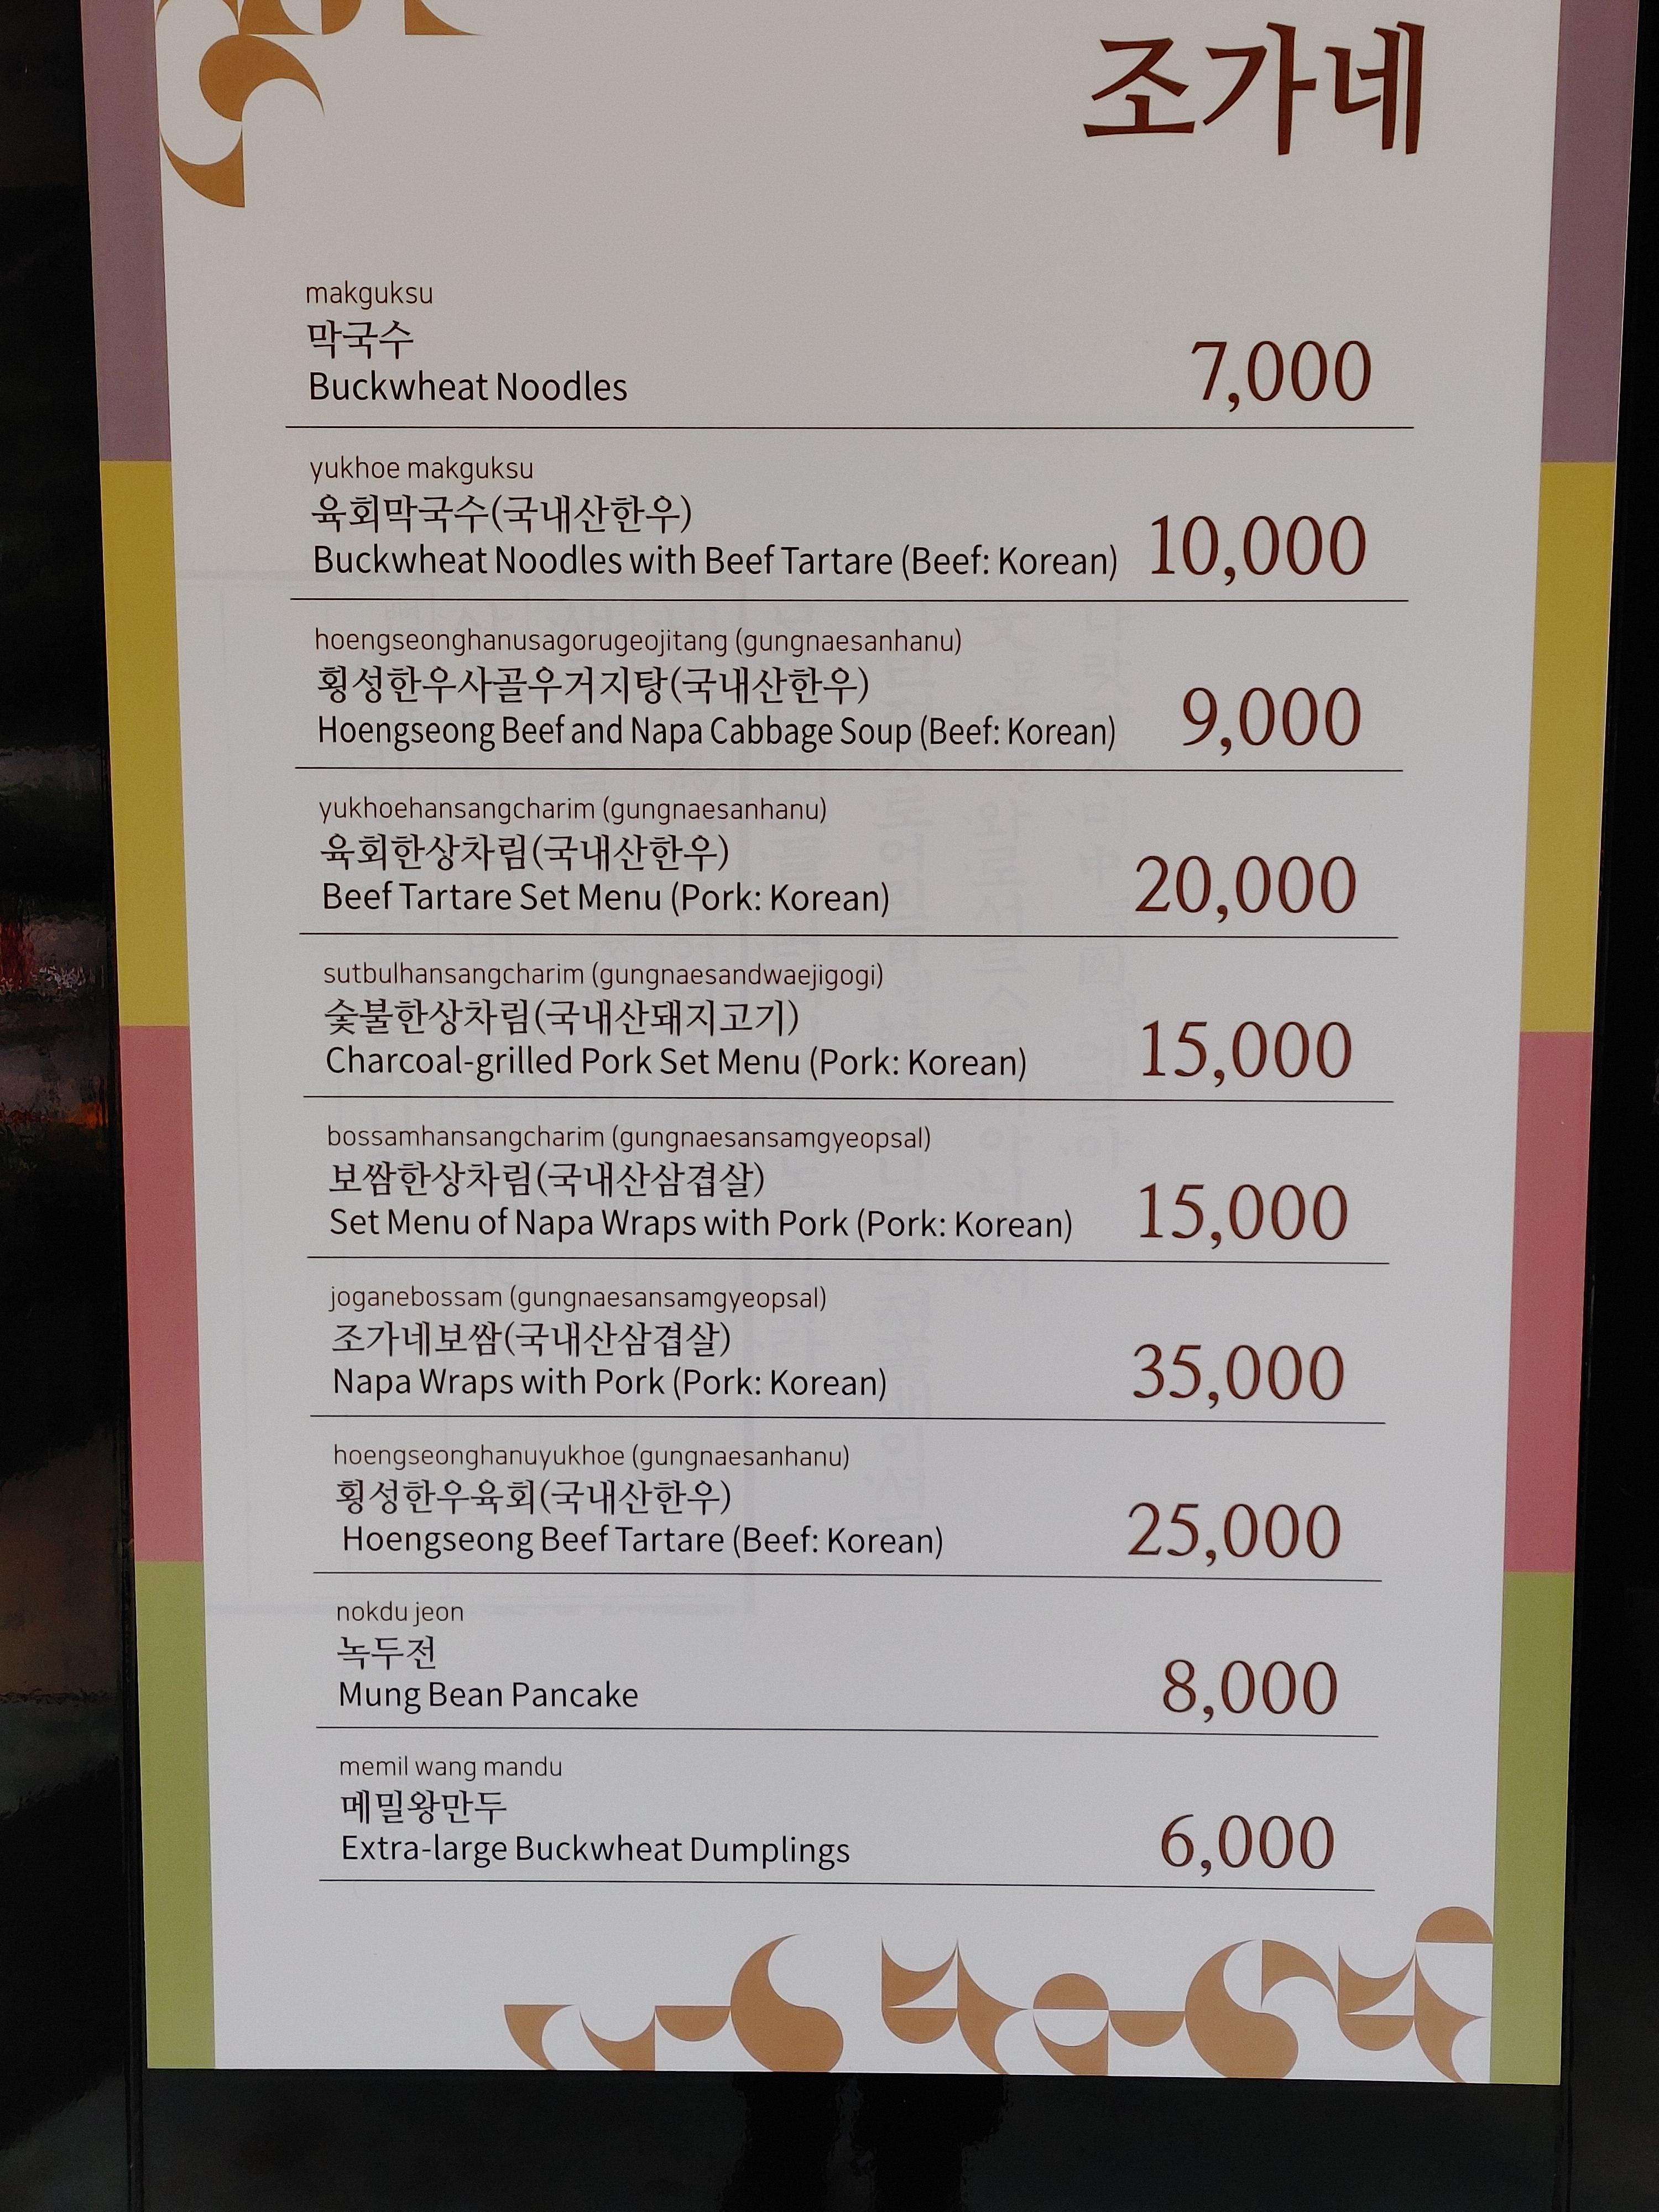 조가네
makguksu
막국수
Buckwheat Noodles
7,000
yukhoe makguksu
육회막국수(국내산한우)
Buckwheat Noodles with Beef Tartare (Beef: Korean)
10,000
hoengseonghanusagorugeojitang (gungnaesanhanu)
횡성한우사골우거지탕(국내산한우)
Hoengseong Beef and Napa Cabbage Soup (Beef: Korean)
9,000
yukhoehansangcharim (gungnaesanhanu)
육회한상차림(국내산한우)
Beef Tartare Set Menu (Pork: Korean)
20,000
sutbulhansangcharim (gungnaesandwaejigogi)
숯불한상차림(국내산돼지고기)
Charcoal-grilled Pork Set Menu (Pork: Korean)
15,000
bossamhansangcharim (gungnaesansamgyeopsal)
보쌈한상차림(국내산삼겹살)
Set Menu of Napa Wraps with Pork (Pork: Korean)
15,000
joganebossam (gungnaesansamgyeopsal)
조가네보쌈(국내산삼겹살)
Napa Wraps with Pork (Pork: Korean)
35,000
hoengseonghanuyukhoe (gungnaesanhanu)
횡성한우육회(국내산한우)
Hoengseong Beef Tartare (Beef: Korean)
25,000
nokdu jeon
녹두전
Mung Bean Pancake
8,000
memil wang mandu
메밀왕만두
Extra-large Buckwheat Dumplings
6,000